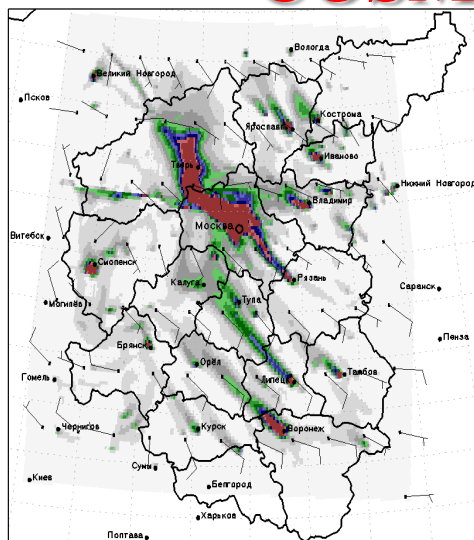 Вологда
Великий Новгород
Псков
Кострома
Ярославль
Иваново
Тверь
Нижний Новгород
Владимир
Москва
Витебск
Смоленск
Рязань
Калуга
Саранск
Тула
Могилёв
Пенза
Брянск
Орёл
Гомель
Липецк
Тамбов
Чернигов
Курск
Воронеж
Сумы
Киев
Белгород
Харьков
Полтава